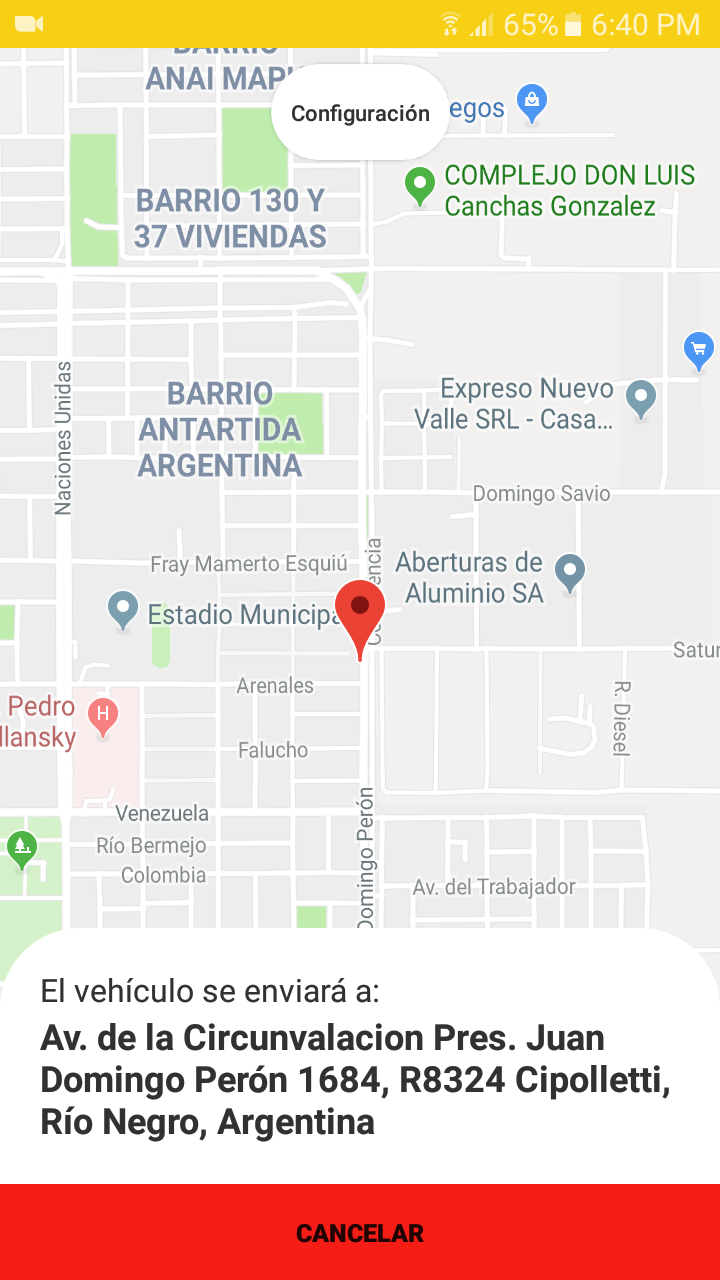 65% 6:40 PM
BARRIO
ANAI MAPU
Configuración
egos
COMPLEJO DON LUIS
Canchas Gonzalez
BARRIO 130 Y
37 VIVIENDAS
Naciones Unidas
BARRIO
ANTARTIDA
ARGENTINA
Expreso Nuevo
Valle SRL - Casa...
Domingo Savio
Fray Mamerto Esquiú
Aberturas de
Aluminio SA
Estadio Municipa
encia
Satur
Arenales
R. Diesel
Pedro
llansky
H
Falucho
Venezuela
Río Bermejo
Colombia
Domingo Perón
Av. del Trabajador
El vehículo se enviará a:
Av. de la Circunvalacion Pres. Juan
Domingo Perón 1684, R8324 Cipolletti,
Río Negro, Argentina
CANCELAR